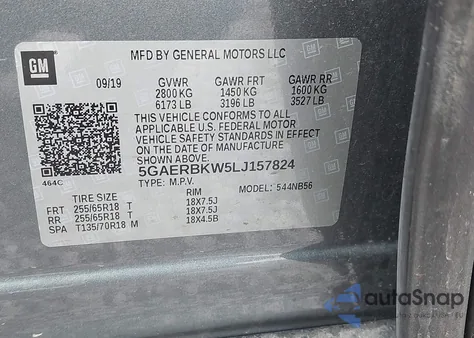 MFD BY GENERAL MOTORS LLC
GM
09/19 GVWR GAWR FRT GAWR RR
2800 KG 1450 KG 1600 KG
6173 LB 3196 LB 3527 LB
THIS VEHICLE CONFORMS TO ALL
APPLICABLE U.S. FEDERAL MOTOR
VEHICLE SAFETY STANDARDS IN EFFECT
ON THE DATE OF MANUFACTURE
SHOWN ABOVE.
5GAERBKW5LJ157824
464C TYPE: M.P.V. MODEL: 544NB56
TIRE SIZE RIM
FRT 255/65R18 T 18X7.5J
RR 255/65R18 T 18X7.5J
SPA T135/70R18 M 18X4.5B
autoSnap